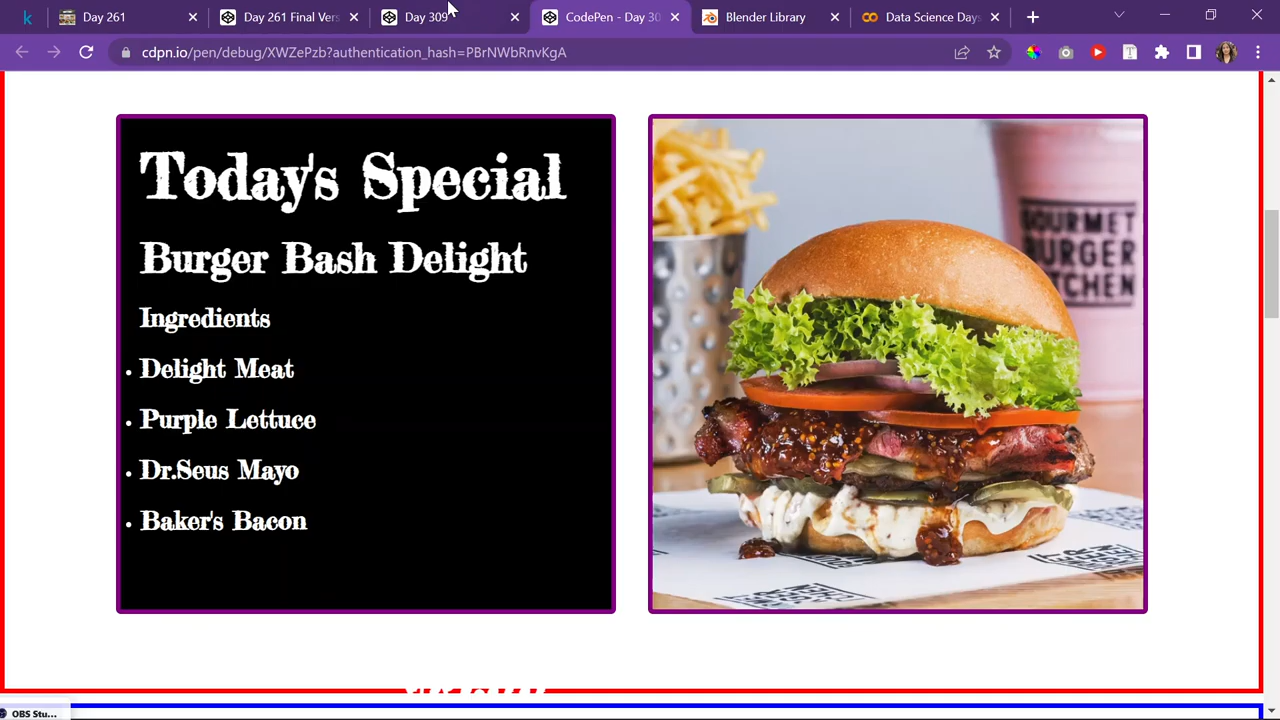 Day 261
Day 261 Final Vers
Day 309
CodePen - Day 30
Blender Library
Data Science Days
cdpn.io/pen/debug/XWZePzb?authentication_hash=PBrNWbRnvKgA
Today's Special
Burger Bash Delight
Ingredients
• Delight Meat
• Purple Lettuce
• Dr.Seus Mayo
• Baker's Bacon
GOURMET
BURGER
KITCHEN
OBS Stu...